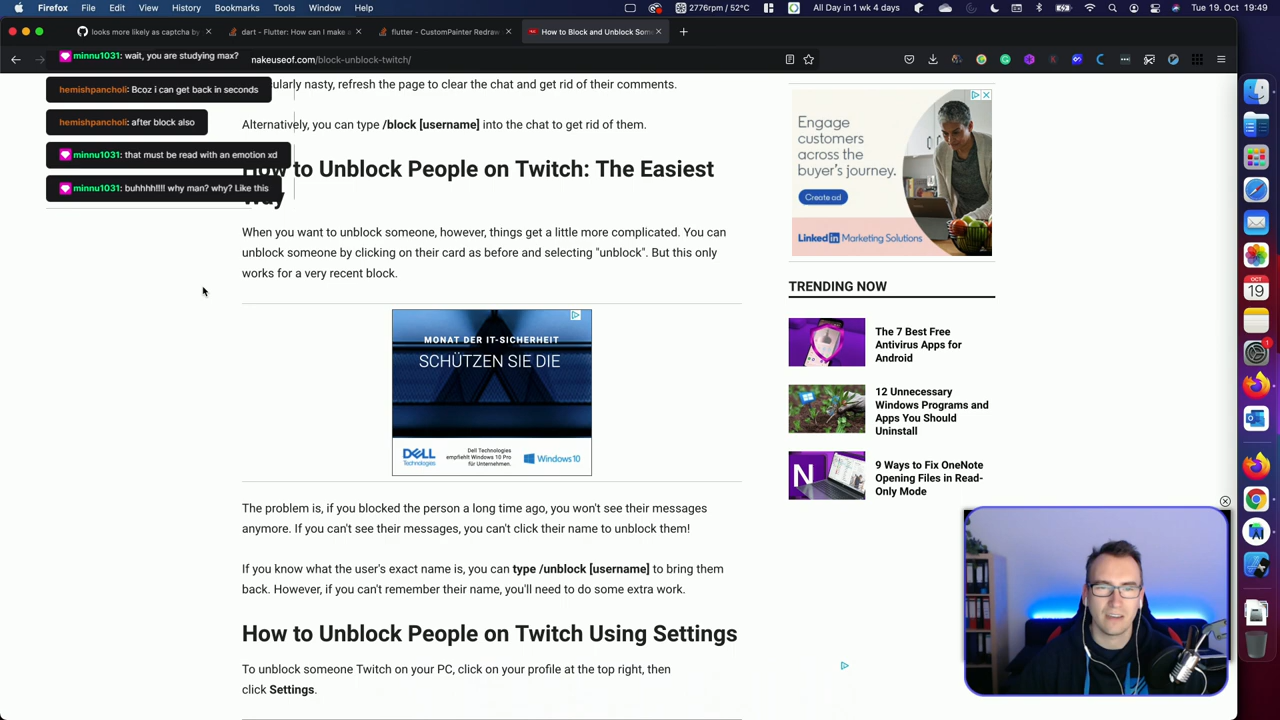 Firefox File Edit View History Bookmarks Tools Window Help
2776rpm / 52°C
All Day in 1 wk 4 days
Tue 19. Oct 19:49
looks more likely as captcha by
dart - Flutter: How can I make a
flutter - CustomPainter Redraw
How to Block and Unblock Som
nakeuseof.com/block-unblock-twitch/
minnu1031: wait, you are studying max?
hemishpancholi: Bcoz i can get back in seconds
hemishpancholi: after block also
minnu1031: that must be read with an emotion xd
minnu1031: buhhhh!!!! why man? why? Like this
ularly nasty, refresh the page to clear the chat and get rid of their comments.
Alternatively, you can type /block [username] into the chat to get rid of them.
How to Unblock People on Twitch: The Easiest
Way
When you want to unblock someone, however, things get a little more complicated. You can
unblock someone by clicking on their card as before and selecting "unblock". But this only
works for a very recent block.
MONAT DER IT-SICHERHEIT
SCHÜTZEN SIE DIE
DELL
Technologies
Dell Technologies
empfiehlt Windows 10 Pro
für Unternehmen.
Windows 10
The problem is, if you blocked the person a long time ago, you won't see their messages
anymore. If you can't see their messages, you can't click their name to unblock them!
If you know what the user's exact name is, you can type /unblock [username] to bring them
back. However, if you can't remember their name, you'll need to do some extra work.
How to Unblock People on Twitch Using Settings
To unblock someone Twitch on your PC, click on your profile at the top right, then
click Settings.
Engage
customers
across the
buyer's journey.
Create ad
Linked in Marketing Solutions
TRENDING NOW
The 7 Best Free
Antivirus Apps for
Android
12 Unnecessary
Windows Programs and
Apps You Should
Uninstall
9 Ways to Fix OneNote
Opening Files in Read-
Only Mode
OCT
19
1